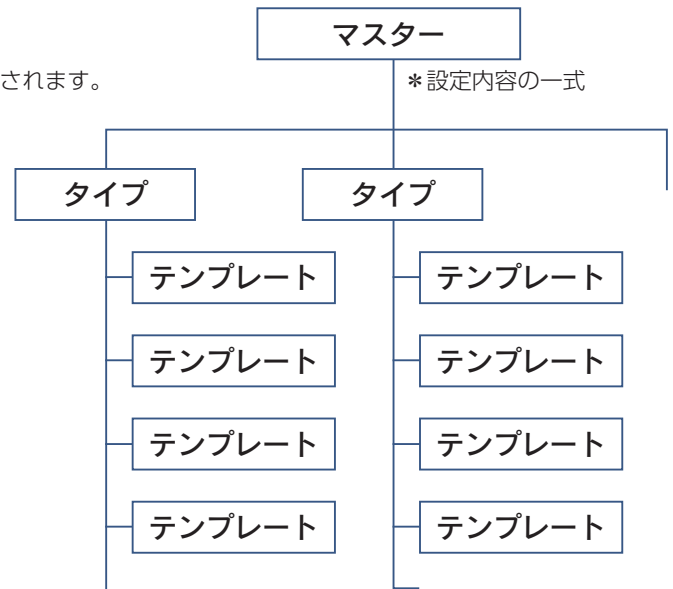 マスター
されます。
＊設定内容の一式
タイプ
タイプ
テンプレート
テンプレート
テンプレート
テンプレート
テンプレート
テンプレート
テンプレート
テンプレート